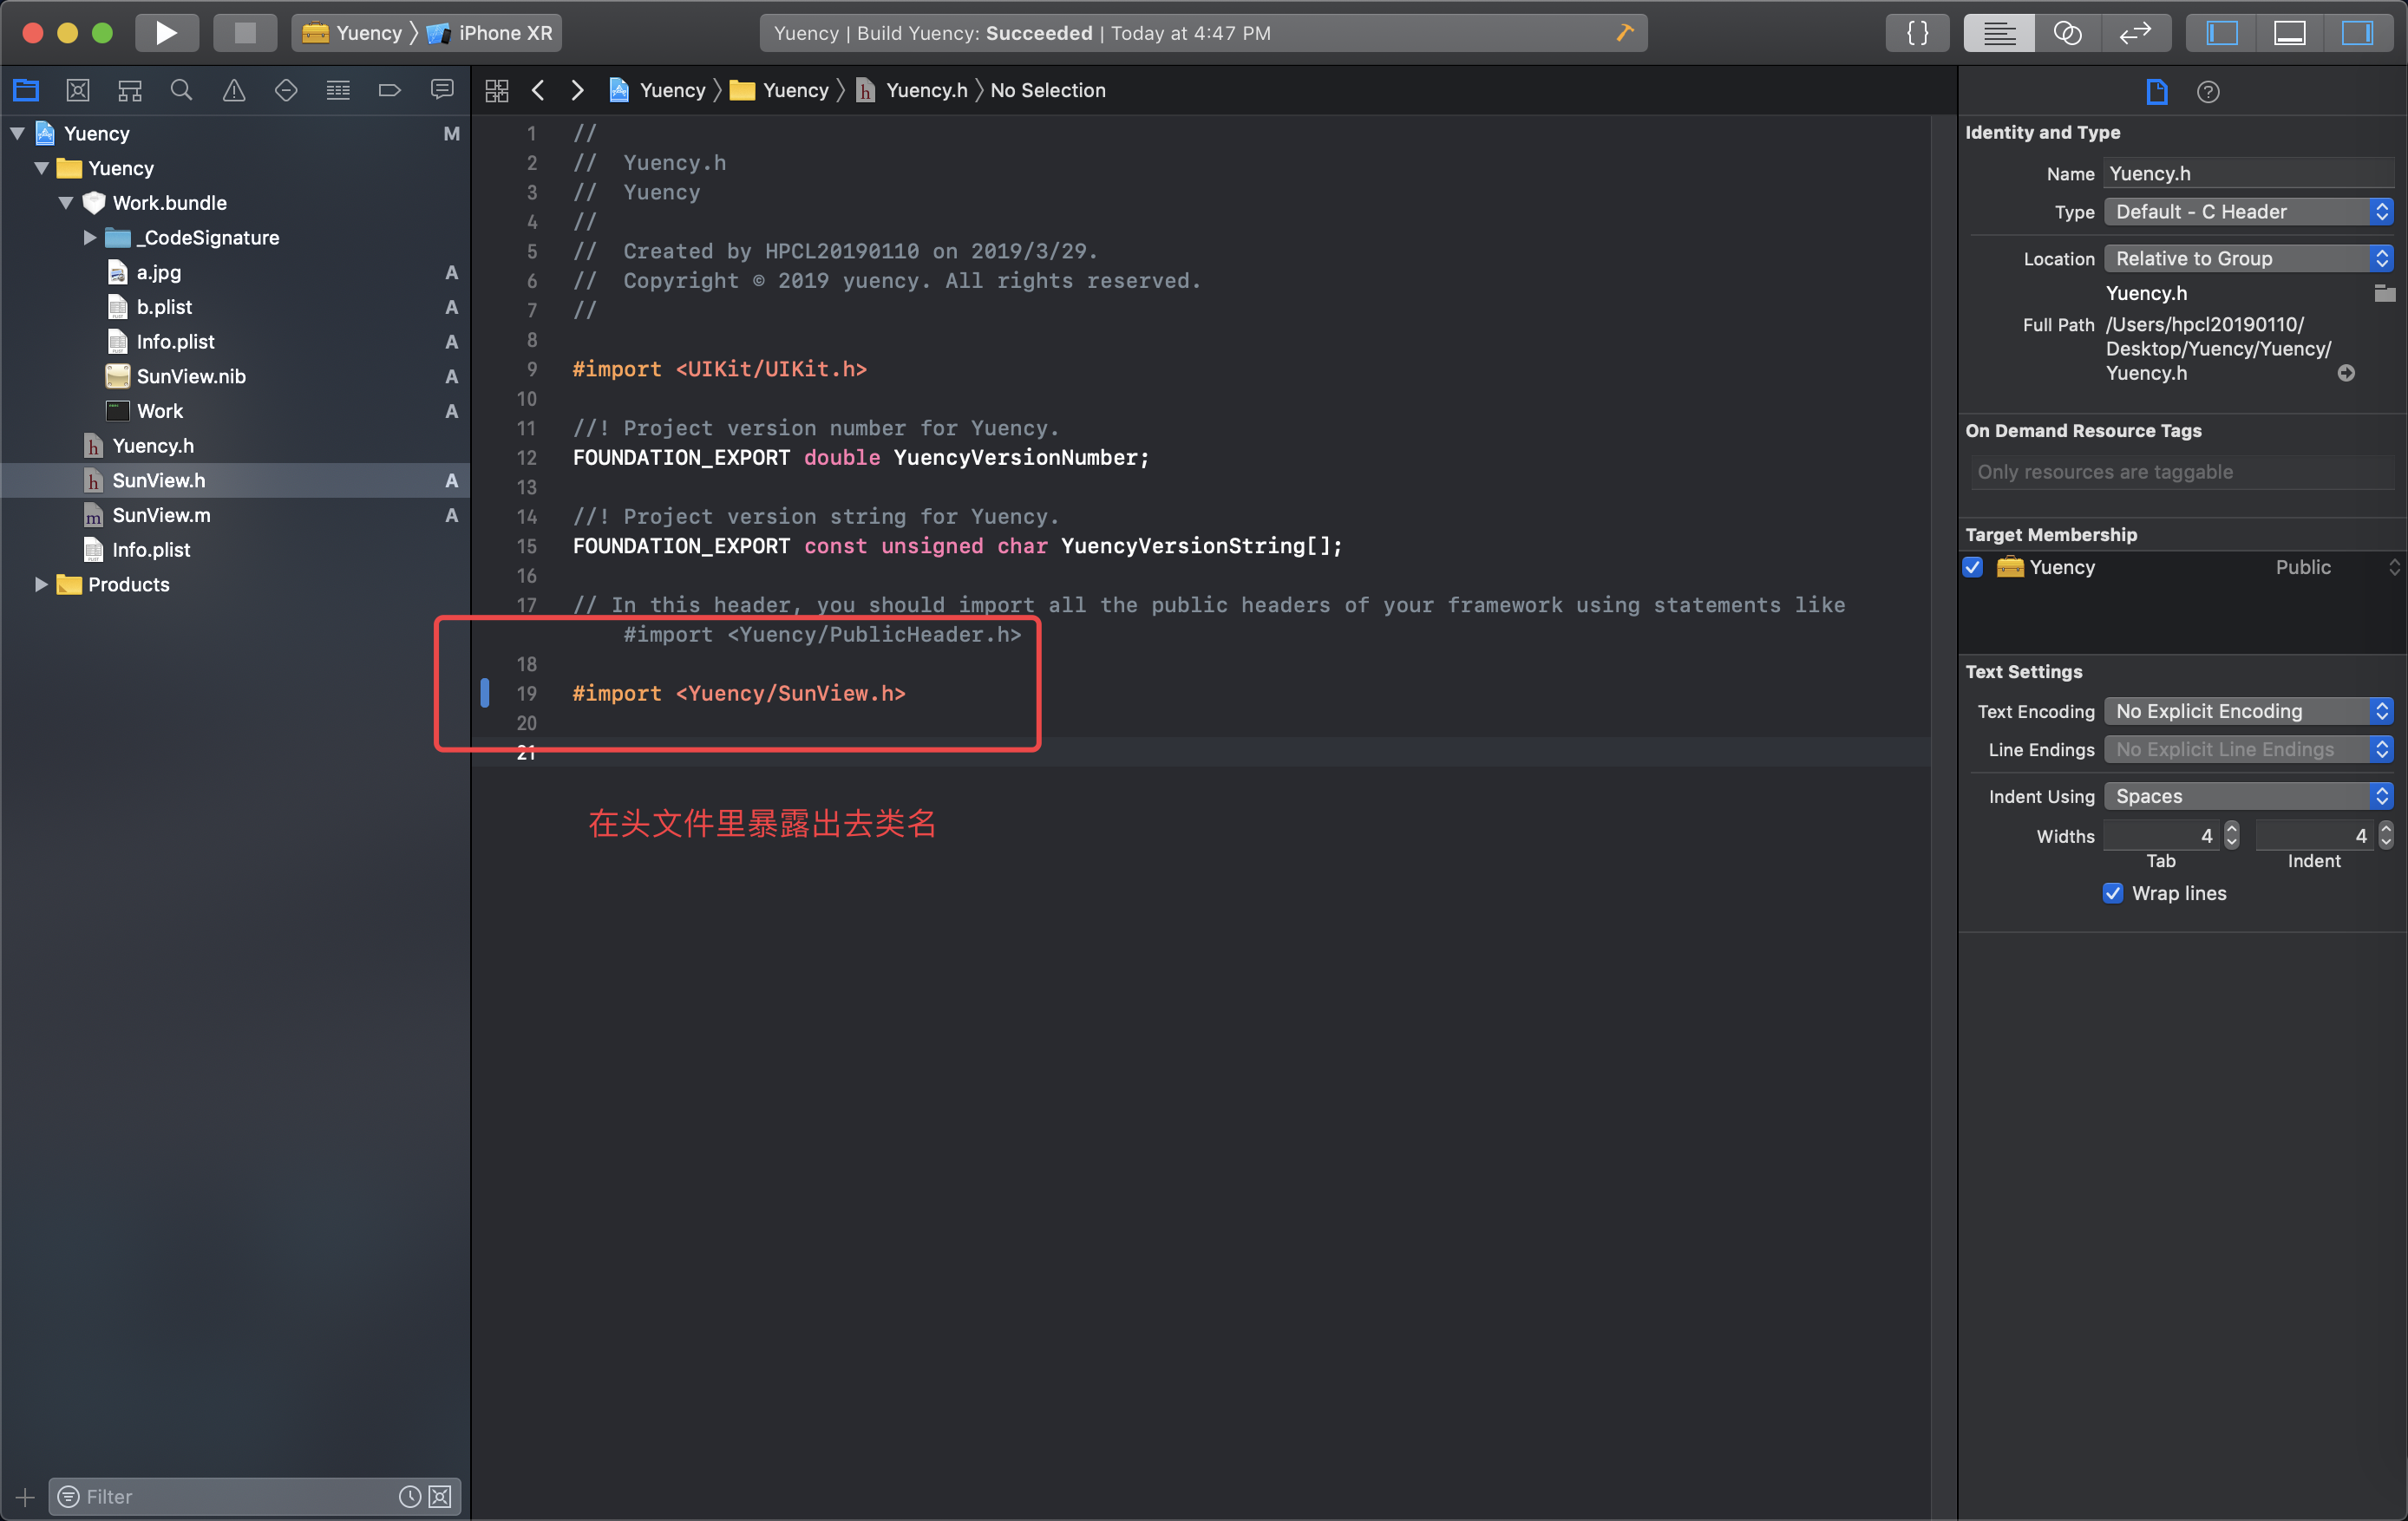 Yuency 〉 iPhone XR
Yuency | Build Yuency: Succeeded | Today at 4:47 PM
{ }
Yuency 〉 Yuency 〉 h Yuency.h 〉 No Selection
Yuency M
Yuency
Work.bundle
_CodeSignature
a.jpg A
b.plist A
Info.plist A
SunView.nib A
Work A
h Yuency.h
h SunView.h A
m SunView.m A
Info.plist
Products
Filter
1 //
2 //  Yuency.h
3 //  Yuency
4 //
5 //  Created by HPCL20190110 on 2019/3/29.
6 //  Copyright © 2019 yuency. All rights reserved.
7 //
8
9 #import <UIKit/UIKit.h>
10
11 //! Project version number for Yuency.
12 FOUNDATION_EXPORT double YuencyVersionNumber;
13
14 //! Project version string for Yuency.
15 FOUNDATION_EXPORT const unsigned char YuencyVersionString[];
16
17 // In this header, you should import all the public headers of your framework using statements like
#import <Yuency/PublicHeader.h>
18
19 #import <Yuency/SunView.h>
20
21
在头文件里暴露出去类名
Identity and Type
Name Yuency.h
Type Default - C Header
Location Relative to Group
Yuency.h
Full Path /Users/hpcl20190110/
Desktop/Yuency/Yuency/
Yuency.h
On Demand Resource Tags
Only resources are taggable
Target Membership
Yuency Public
Text Settings
Text Encoding No Explicit Encoding
Line Endings No Explicit Line Endings
Indent Using Spaces
Widths 4 4
Tab Indent
Wrap lines